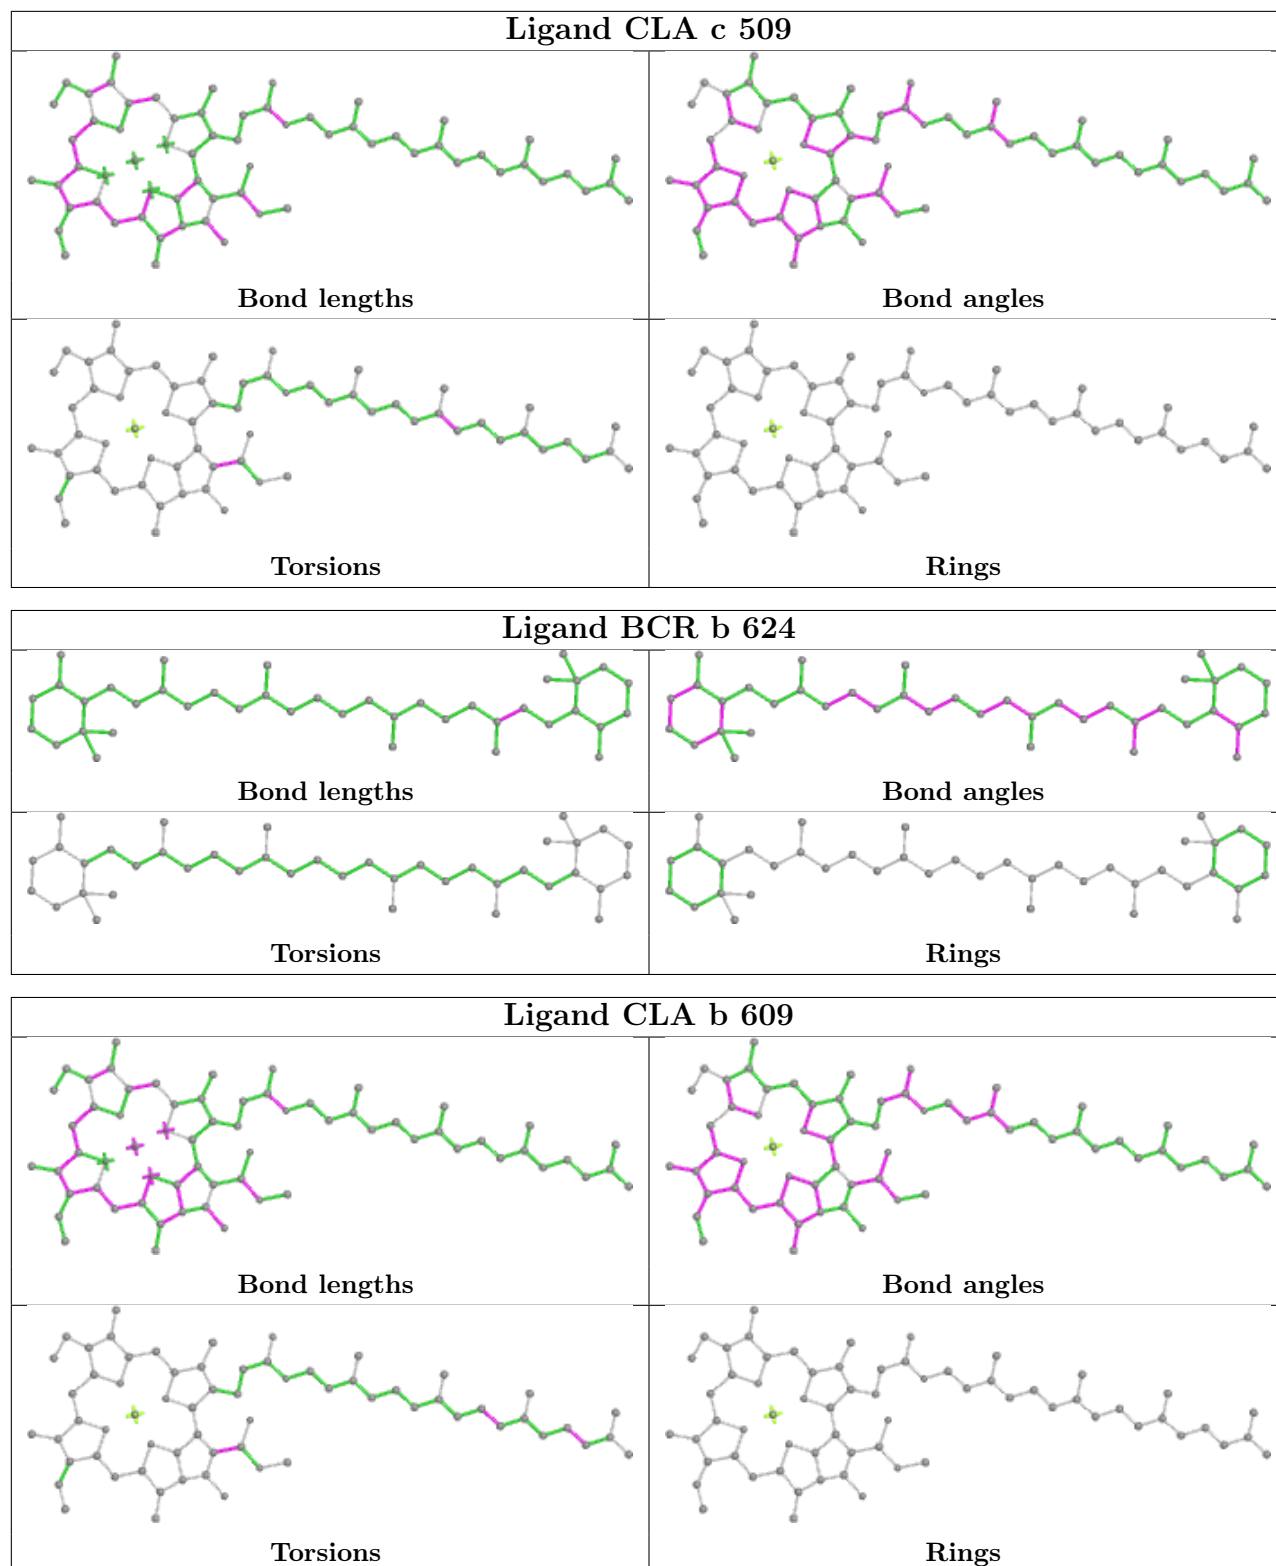 Ligand CLA c 509
Bond lengths
Bond angles
Torsions
Rings
Ligand BCR b 624
Bond lengths
Bond angles
Torsions
Rings
Ligand CLA b 609
Bond lengths
Bond angles
Torsions
Rings